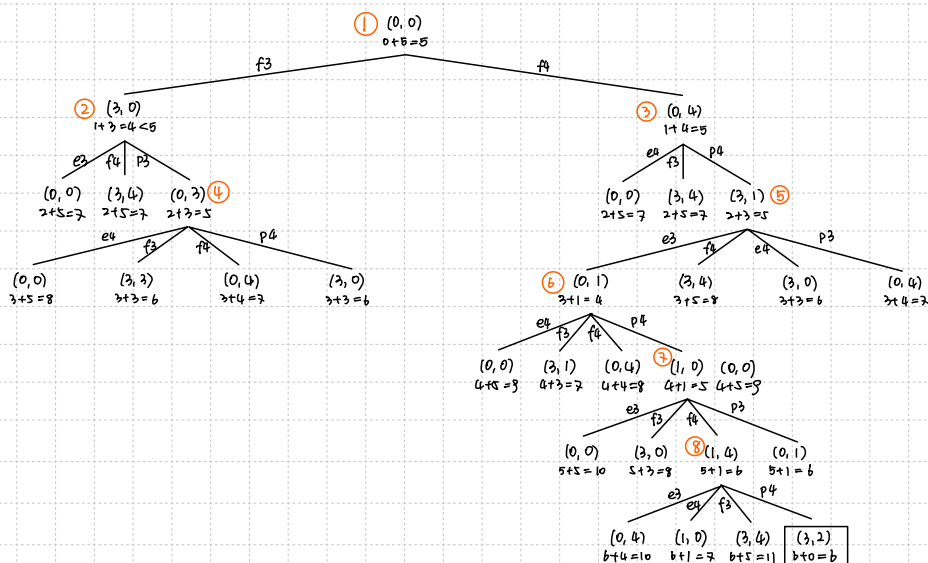 ① (0, 0)
0+5=5
f3 f4
② (3, 0) ③ (0, 4)
1+3=4<5 1+4=5
e3 f4 p3 e4 f3 p4
(0, 0) (3, 4) (0, 3) ④ (0, 0) (3, 4) (3, 1) ⑤
2+5=7 2+5=7 2+3=5 2+5=7 2+5=7 2+3=5
e4 f3 f4 p4 e3 f4 e4 p3
(0, 0) (3, 3) (0, 4) (3, 0) ⑥ (0, 1) (3, 4) (3, 0) (0, 4)
3+5=8 3+3=6 3+4=7 3+3=6 3+1=4 3+5=8 3+3=6 3+4=7
e4 f3 f4 p4
(0, 0) (3, 1) (0, 4) ⑦ (1, 0) (0, 0)
4+5=9 4+3=7 4+4=8 4+1=5 4+5=9
e3 f3 f4 p3
(0, 0) (3, 0) ⑧ (1, 4) (0, 1)
5+5=10 5+3=8 5+1=6 5+1=6
e3 e4 f3 p4
(0, 4) (1, 0) (3, 4) (3, 2)
6+4=10 6+1=7 6+5=11 6+0=6